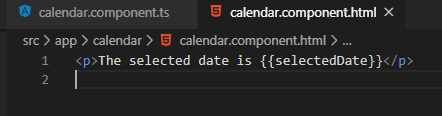 calendar.component.ts
calendar.component.html
src > app > calendar > calendar.component.html > ...
1 <p>The selected date is {{selectedDate}}</p>
2